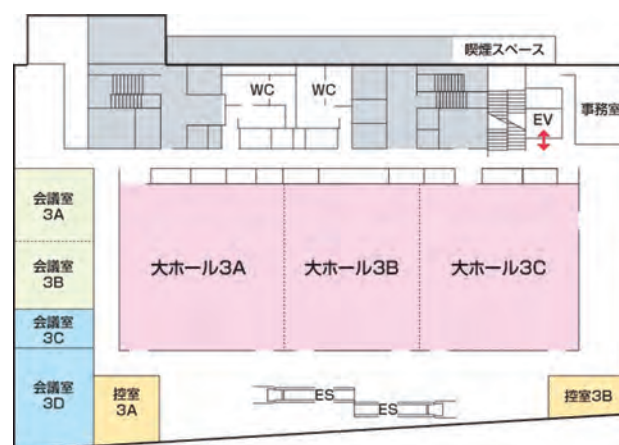 喫煙スペース
WC
WC
EV
事務室
会議室
3A
会議室
3B
会議室
3C
会議室
3D
大ホール3A
大ホール3B
大ホール3C
控室
3A
ES
ES
控室3B